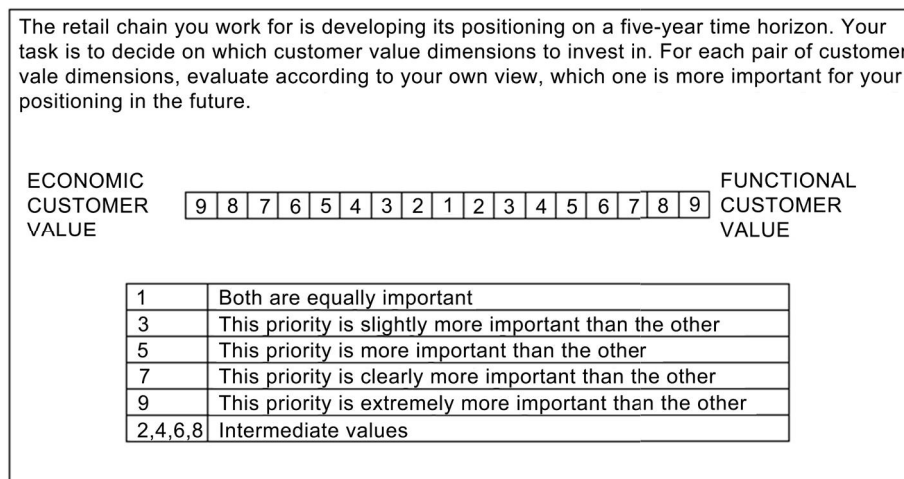 The retail chain you work for is developing its positioning on a five-year time horizon. Your
task is to decide on which customer value dimensions to invest in. For each pair of customer
vale dimensions, evaluate according to your own view, which one is more important for your
positioning in the future.
ECONOMIC
CUSTOMER
VALUE
9 8 7 6 5 4 3 2 1 2 3 4 5 6 7 8 9
FUNCTIONAL
CUSTOMER
VALUE
1 Both are equally important
3 This priority is slightly more important than the other
5 This priority is more important than the other
7 This priority is clearly more important than the other
9 This priority is extremely more important than the other
2,4,6,8 Intermediate values